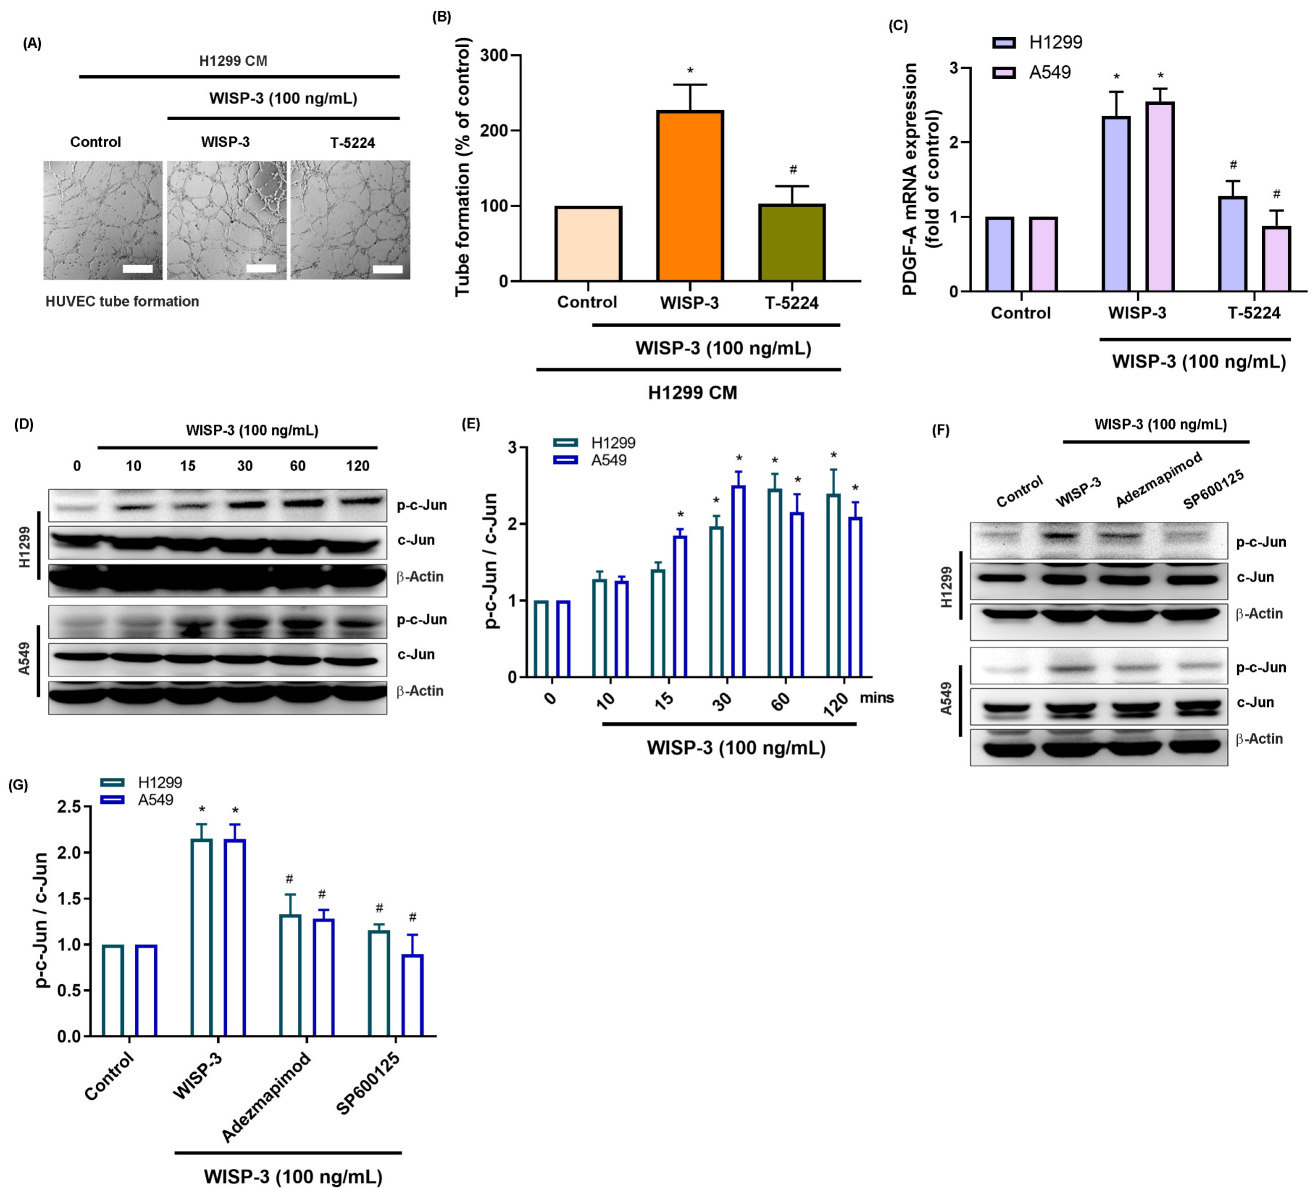 (A)
H1299 CM
WISP-3 (100 ng/mL)
Control WISP-3 T-5224
HUVEC tube formation
(B)
Tube formation (% of control)
300
200
100
0
Control WISP-3 T-5224
WISP-3 (100 ng/mL)
H1299 CM
(C)
H1299
A549
PDGF-A mRNA expression
(fold of control)
3
2
1
0
* * # #
Control WISP-3 T-5224
WISP-3 (100 ng/mL)
* #
(D)
WISP-3 (100 ng/mL)
0 10 15 30 60 120
H1299
p-c-Jun
c-Jun
β-Actin
A549
p-c-Jun
c-Jun
β-Actin
(E)
H1299
A549
p-c-Jun / c-Jun
3
2
1
0
* * * * * * *
0 10 15 30 60 120 mins
WISP-3 (100 ng/mL)
(F)
WISP-3 (100 ng/mL)
Control WISP-3 Adezmapimod SP600125
H1299
p-c-Jun
c-Jun
β-Actin
A549
p-c-Jun
c-Jun
β-Actin
(G)
H1299
A549
p-c-Jun / c-Jun
2.5
2.0
1.5
1.0
0.5
0.0
* * # # # #
Control WISP-3 Adezmapimod SP600125
WISP-3 (100 ng/mL)